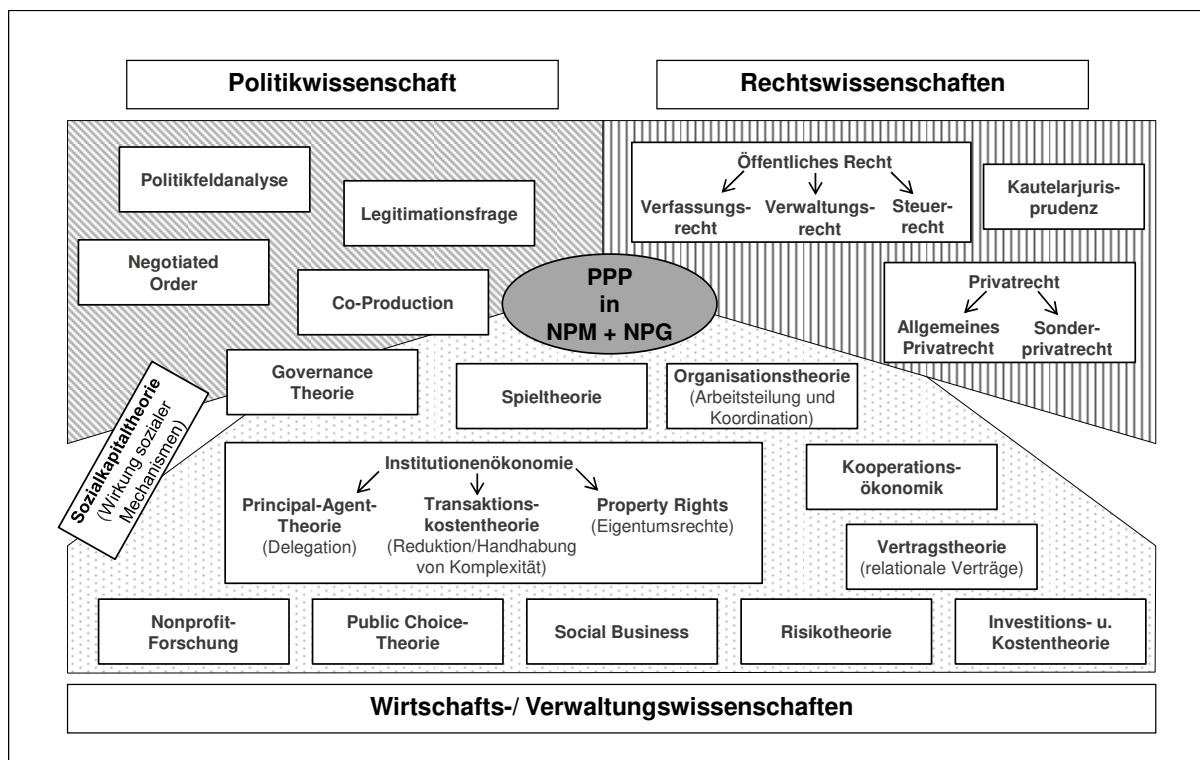 Politikwissenschaft
Rechtswissenschaften
Politikfeldanalyse
Legitimationsfrage
Negotiated
Order
Co-Production
Öffentliches Recht
Verfassungs-
recht
Verwaltungs-
recht
Steuer-
recht
Kautelarjuris-
prudenz
Privatrecht
Allgemeines
Privatrecht
Sonder-
privatrecht
PPP
in
NPM + NPG
Governance
Theorie
Spieltheorie
Organisationstheorie
(Arbeitsteilung und
Koordination)
Sozialkapitaltheorie
(Wirkung sozialer
Mechanismen)
Institutionenökonomie
Principal-Agent-
Theorie
(Delegation)
Transaktions-
kostentheorie
(Reduktion/Handhabung
von Komplexität)
Property Rights
(Eigentumsrechte)
Kooperations-
ökonomik
Vertragstheorie
(relationale Verträge)
Nonprofit-
Forschung
Public Choice-
Theorie
Social Business
Risikotheorie
Investitions- u.
Kostentheorie
Wirtschafts-/ Verwaltungswissenschaften